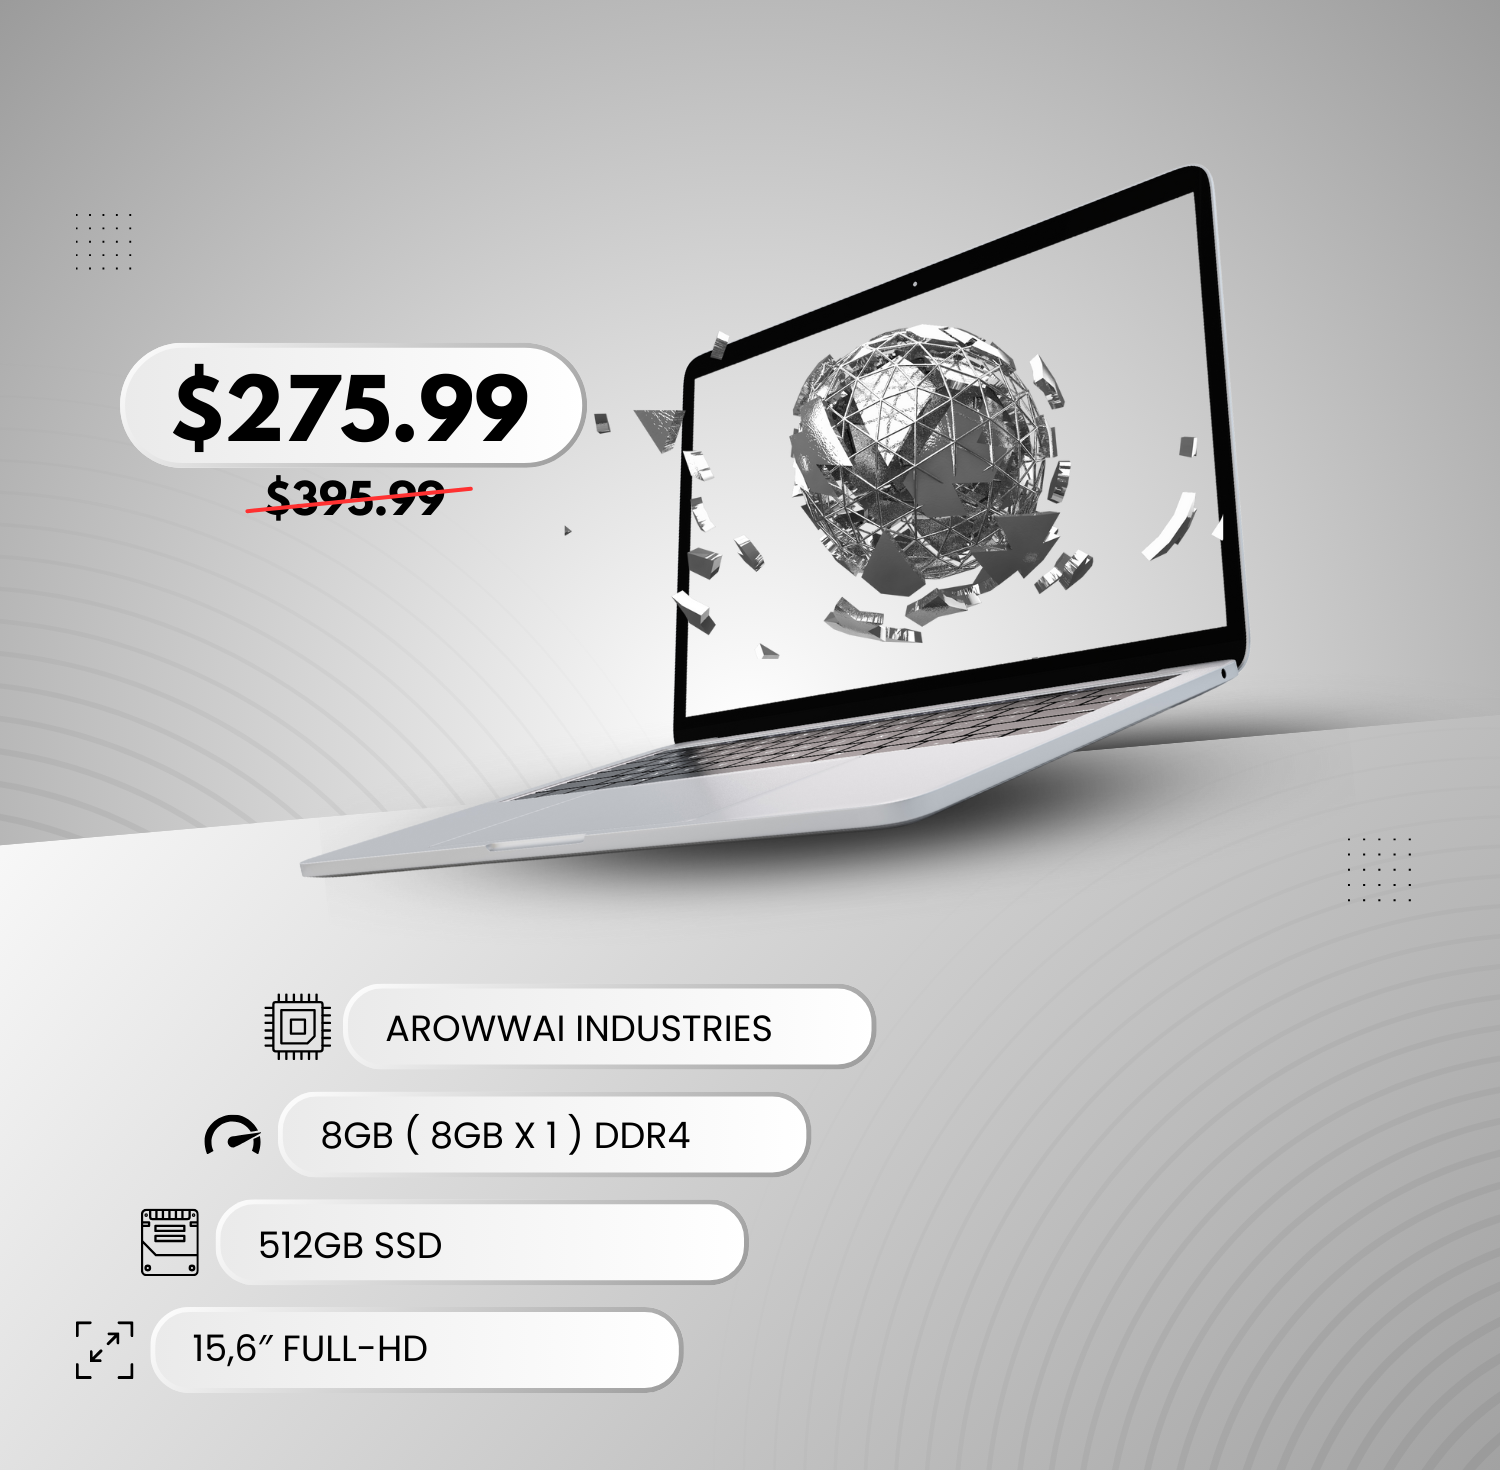 $275.99
$395.99
AROWWAI INDUSTRIES
8GB ( 8GB X 1 ) DDR4
512GB SSD
15,6″ FULL-HD